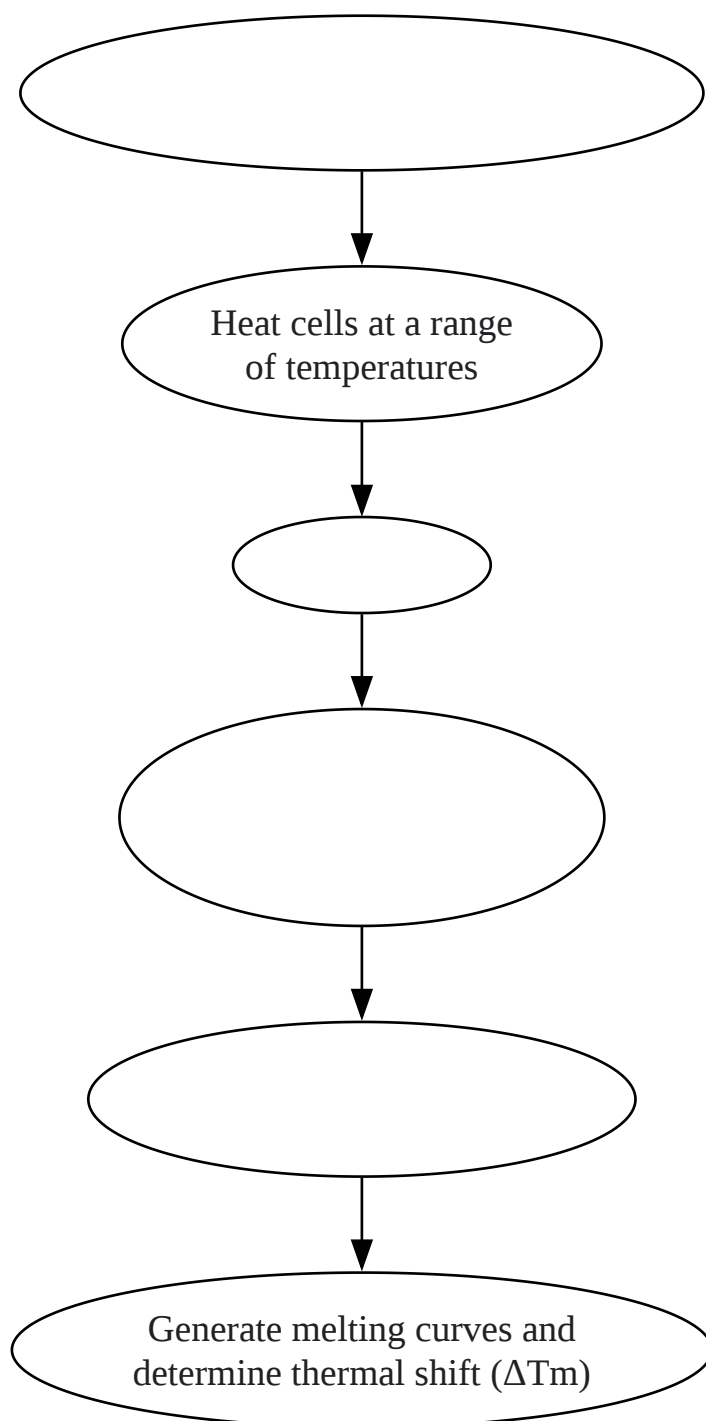 Heat cells at a range
of temperatures
Generate melting curves and
determine thermal shift (ΔTm)